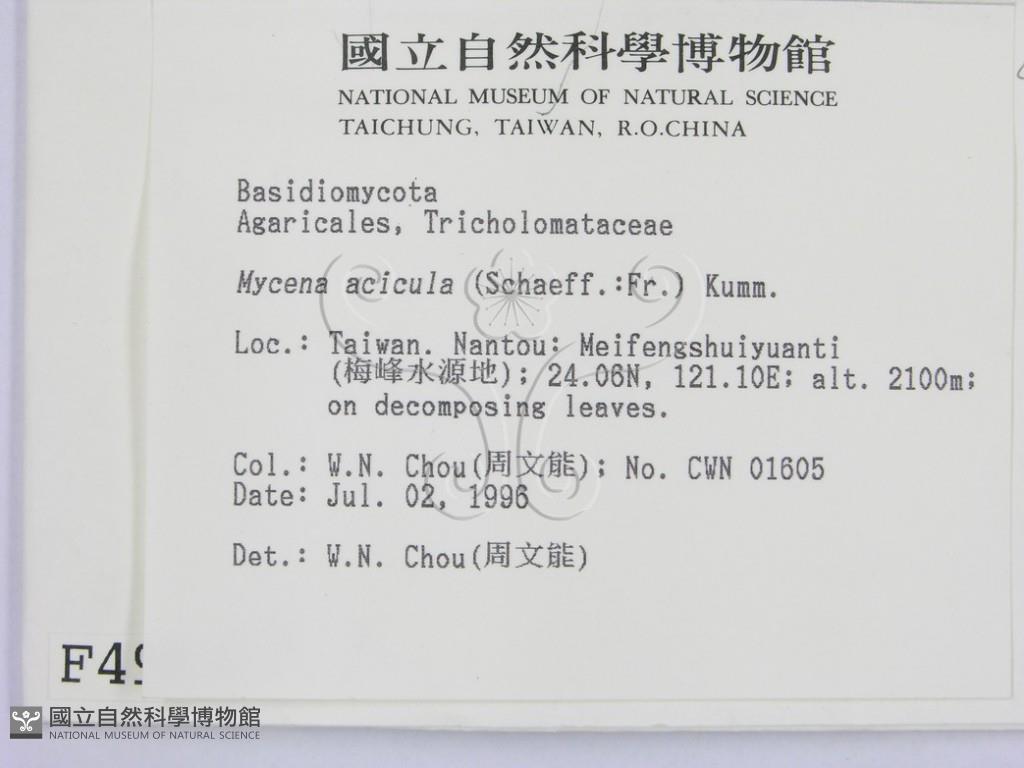 國立自然科學博物館
NATIONAL MUSEUM OF NATURAL SCIENCE
TAICHUNG, TAIWAN, R.O.CHINA
Basidiomycota
Agaricales, Tricholomataceae
Mycena acicula (Schaeff.:Fr.) Kumm.
Loc.: Taiwan. Nantou: Meifengshuiyuanti
(梅峰水源地); 24.06N, 121.10E; alt. 2100m;
on decomposing leaves.
Col.: W.N. Chou(周文能); No. CWN 01605
Date: Jul. 02, 1996
Det.: W.N. Chou(周文能)
F49
國立自然科學博物館
NATIONAL MUSEUM OF NATURAL SCIENCE